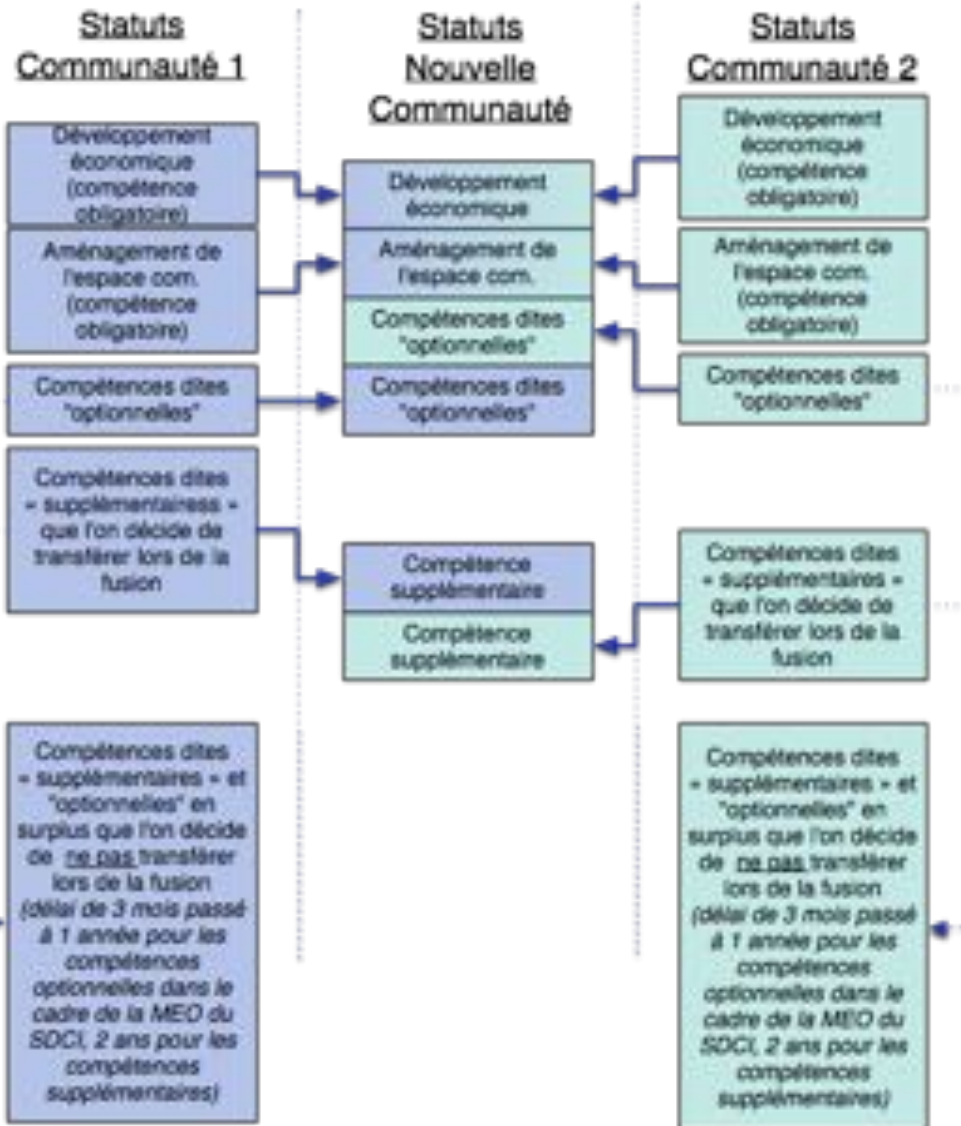 Statuts
Communauté 1
Développement
économique
(compétence
obligatoire)
Aménagement de
l'espace com.
(compétence
obligatoire)
Compétences dites
"optionnelles"
Compétences dites
« supplémentairess »
que l'on décide de
transférer lors de la
fusion
Compétences dites
« supplémentaires » et
"optionnelles" en
surplus que l'on décide
de ne pas transférer
lors de la fusion
(délai de 3 mois passé
à 1 année pour les
compétences
optionnelles dans le
cadre de la MEO du
SDCI, 2 ans pour les
compétences
supplémentaires)
Statuts
Nouvelle
Communauté
Développement
économique
Aménagement de
l'espace com.
Compétences dites
"optionnelles"
Compétences dites
"optionnelles"
Compétence
supplémentaire
Compétence
supplémentaire
Statuts
Communauté 2
Développement
économique
(compétence
obligatoire)
Aménagement de
l'espace com.
(compétence
obligatoire)
Compétences dites
"optionnelles"
Compétences dites
« supplémentaires »
que l'on décide de
transférer lors de la
fusion
Compétences dites
« supplémentaires » et
"optionnelles" en
surplus que l'on décide
de ne pas transférer
lors de la fusion
(délai de 3 mois passé
à 1 année pour les
compétences
optionnelles dans le
cadre de la MEO du
SDCI, 2 ans pour les
compétences
supplémentaires)